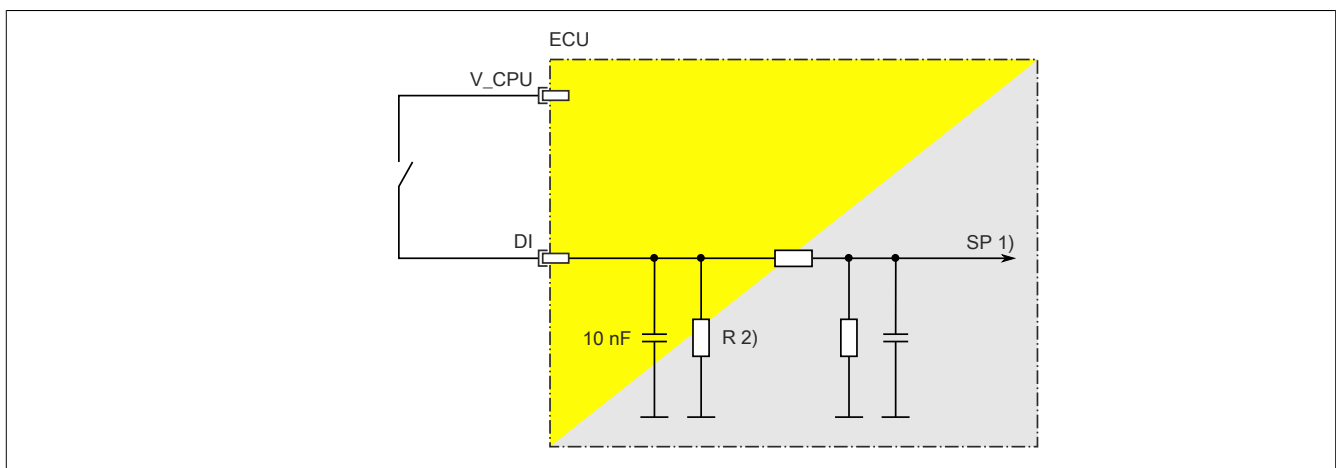 ECU
V_CPU
DI
SP 1)
10 nF
R 2)